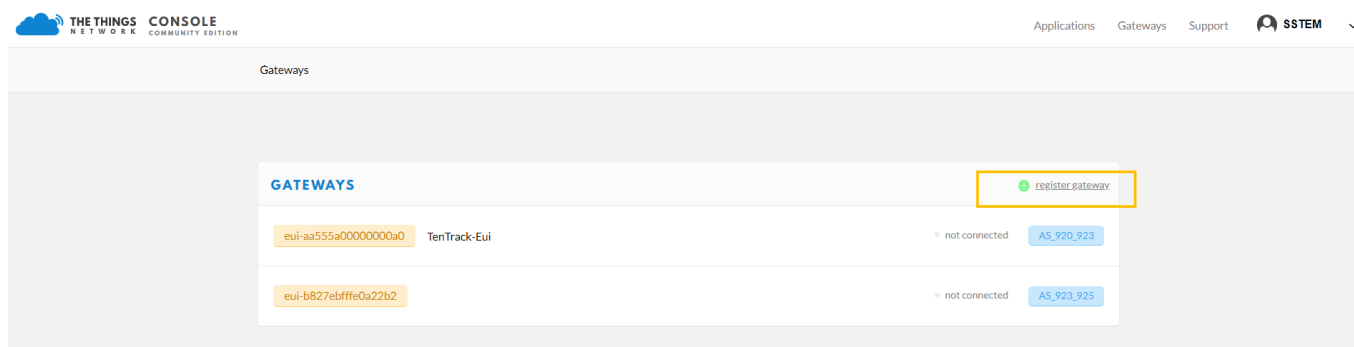 THE THINGS NETWORK
CONSOLE COMMUNITY EDITION
Applications Gateways Support SSTEM
Gateways
GATEWAYS
register gateway
eui-aa555a00000000a0 TenTrack-Eui not connected AS_920_923
eui-b827ebfffe0a22b2 not connected AS_923_925